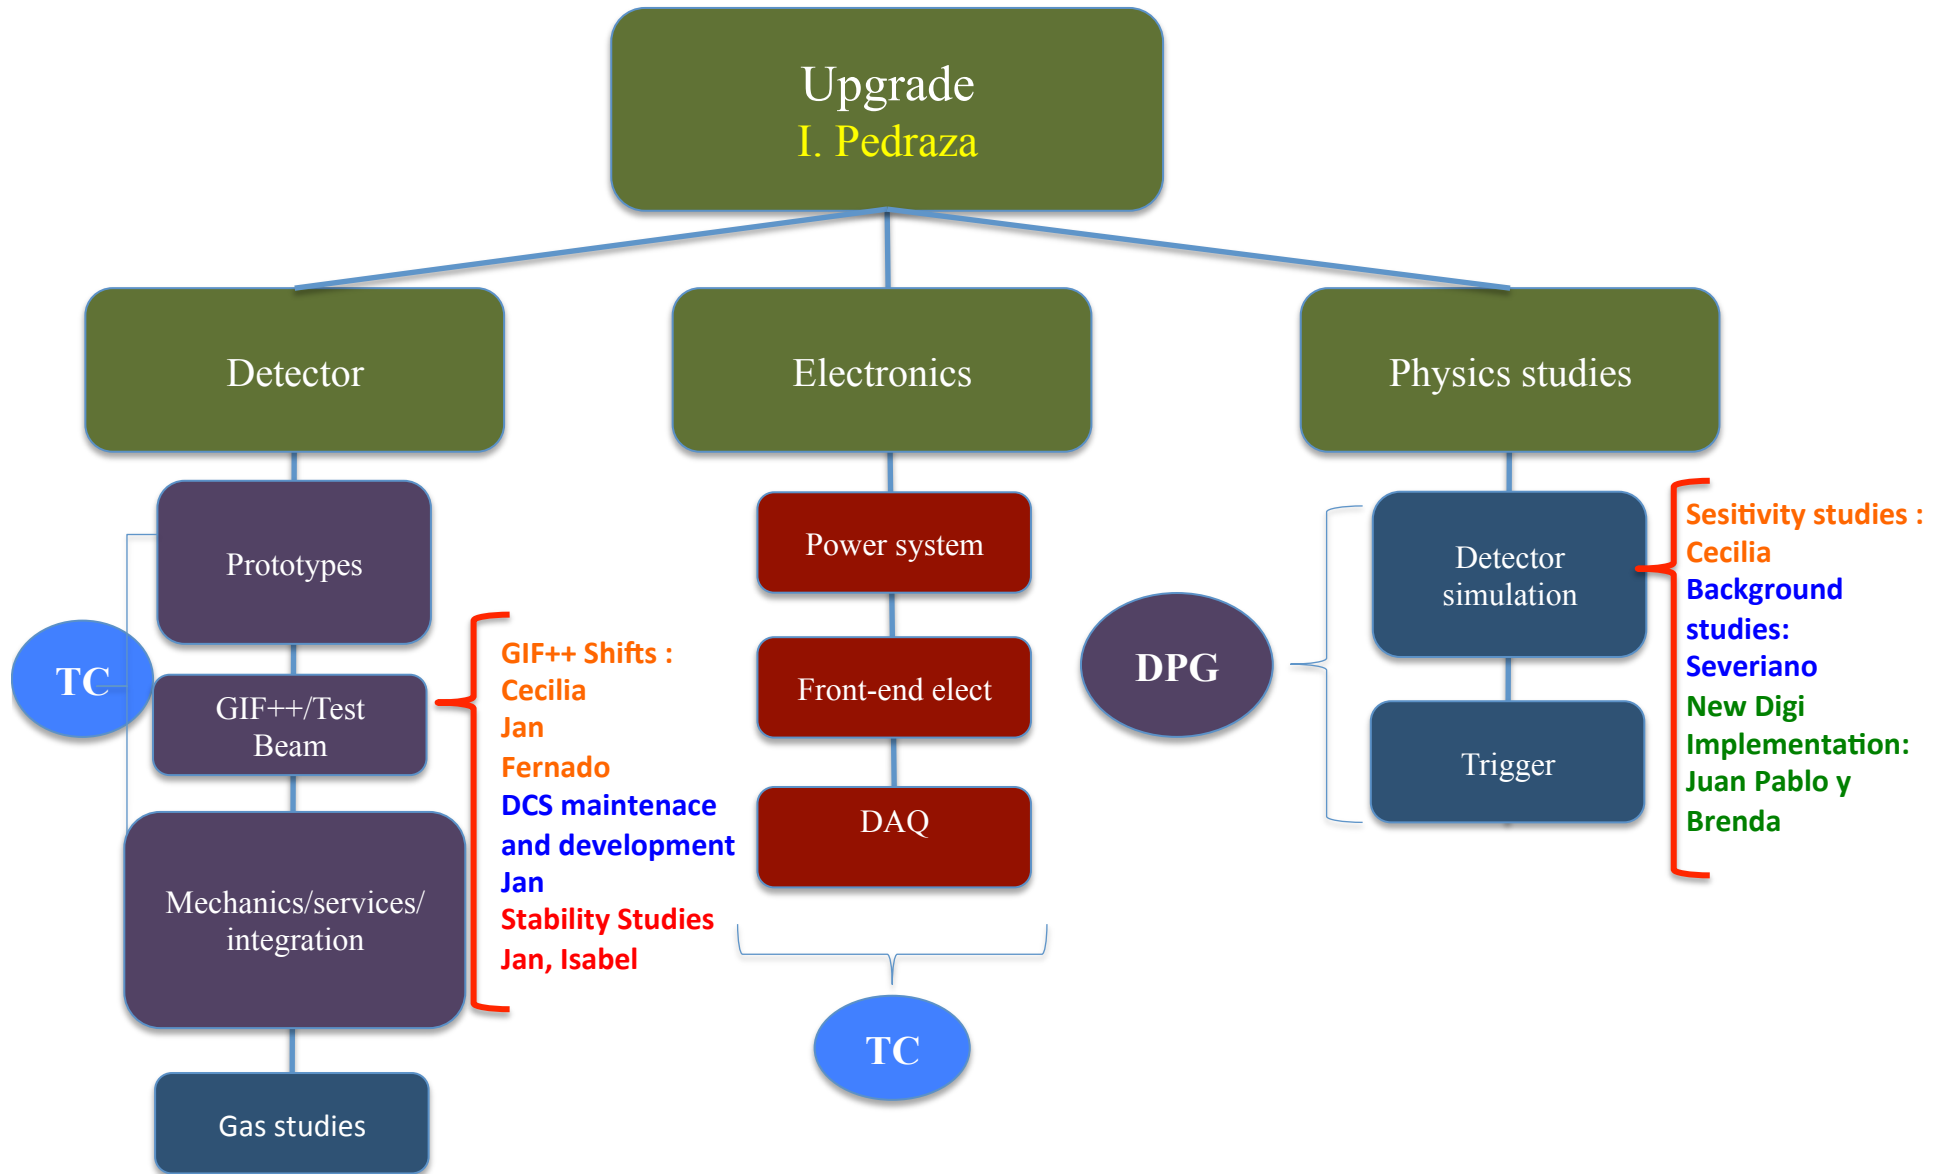 Upgrade
I. Pedraza
Detector
Electronics
Physics studies
Prototypes
TC
GIF++/Test
Beam
Mechanics/services/
integration
Gas studies
GIF++ Shifts :
Cecilia
Jan
Fernado
DCS maintenace
and development
Jan
Stability Studies
Jan, Isabel
Power system
Front-end elect
DAQ
TC
DPG
Detector
simulation
Trigger
Sesitivity studies :
Cecilia
Background
studies:
Severiano
New Digi
Implementation:
Juan Pablo y
Brenda